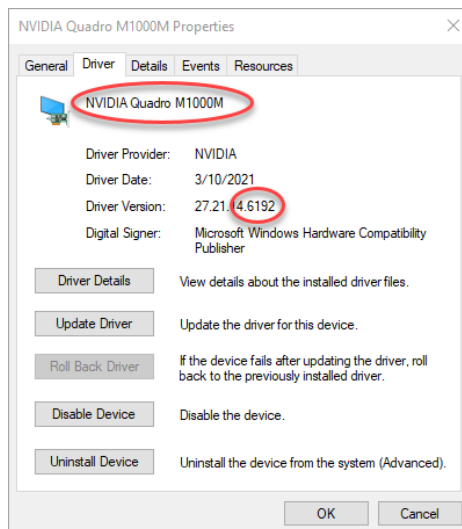 NVIDIA Quadro M1000M Properties
General Driver Details Events Resources
NVIDIA Quadro M1000M
Driver Provider: NVIDIA
Driver Date: 3/10/2021
Driver Version: 27.21.14.6192
Digital Signer: Microsoft Windows Hardware Compatibility
Publisher
Driver Details View details about the installed driver files.
Update Driver Update the driver for this device.
Roll Back Driver If the device fails after updating the driver, roll
back to the previously installed driver.
Disable Device Disable the device.
Uninstall Device Uninstall the device from the system (Advanced).
OK Cancel